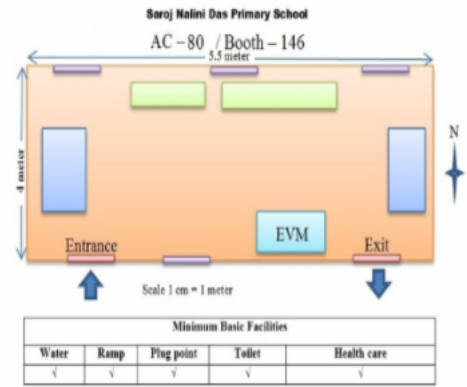 Saroj Nalini Das Primary School
AC – 80 / Booth – 146
5.5 meter
4 meter
N
EVM
Entrance
Exit
Scale 1 cm = 1 meter
Minimum Basic Facilities
Water Ramp Plug point Toilet Health care
√ √ √ √ √